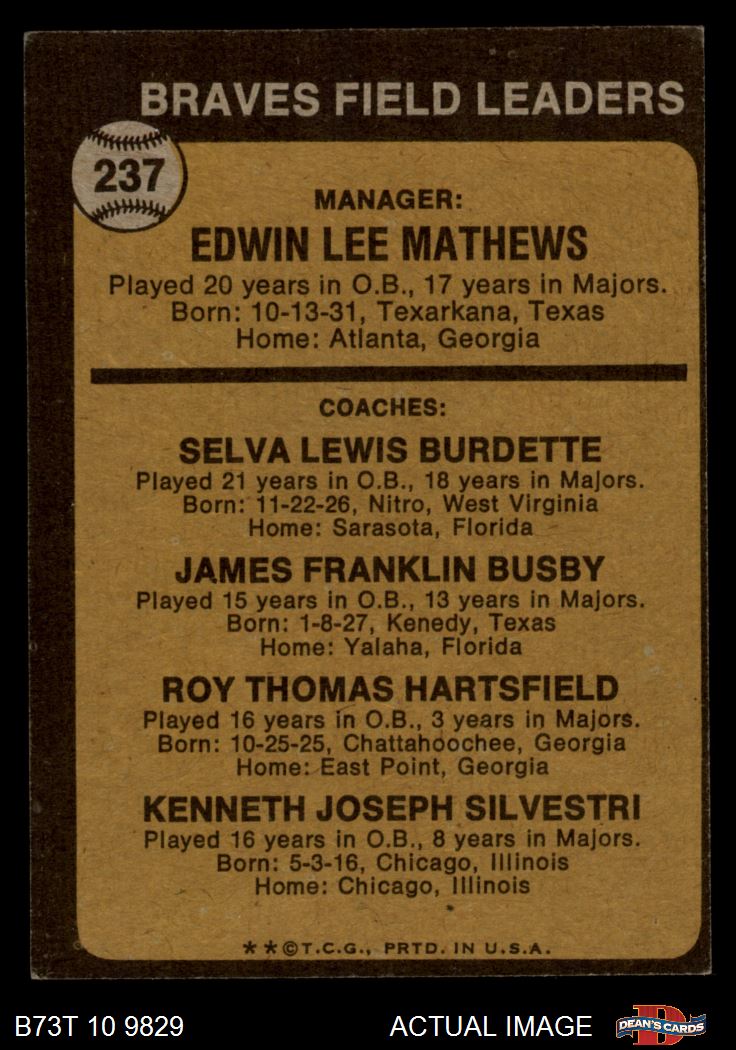 BRAVES FIELD LEADERS
237
MANAGER:
EDWIN LEE MATHEWS
Played 20 years in O.B., 17 years in Majors.
Born: 10-13-31, Texarkana, Texas
Home: Atlanta, Georgia
COACHES:
SELVA LEWIS BURDETTE
Played 21 years in O.B., 18 years in Majors.
Born: 11-22-26, Nitro, West Virginia
Home: Sarasota, Florida
JAMES FRANKLIN BUSBY
Played 15 years in O.B., 13 years in Majors.
Born: 1-8-27, Kenedy, Texas
Home: Yalaha, Florida
ROY THOMAS HARTSFIELD
Played 16 years in O.B., 3 years in Majors.
Born: 10-25-25, Chattahoochee, Georgia
Home: East Point, Georgia
KENNETH JOSEPH SILVESTRI
Played 16 years in O.B., 8 years in Majors.
Born: 5-3-16, Chicago, Illinois
Home: Chicago, Illinois
**©T.C.G., PRTD. IN U.S.A.
B73T 10 9829
ACTUAL IMAGE
D
DEAN'S CARDS